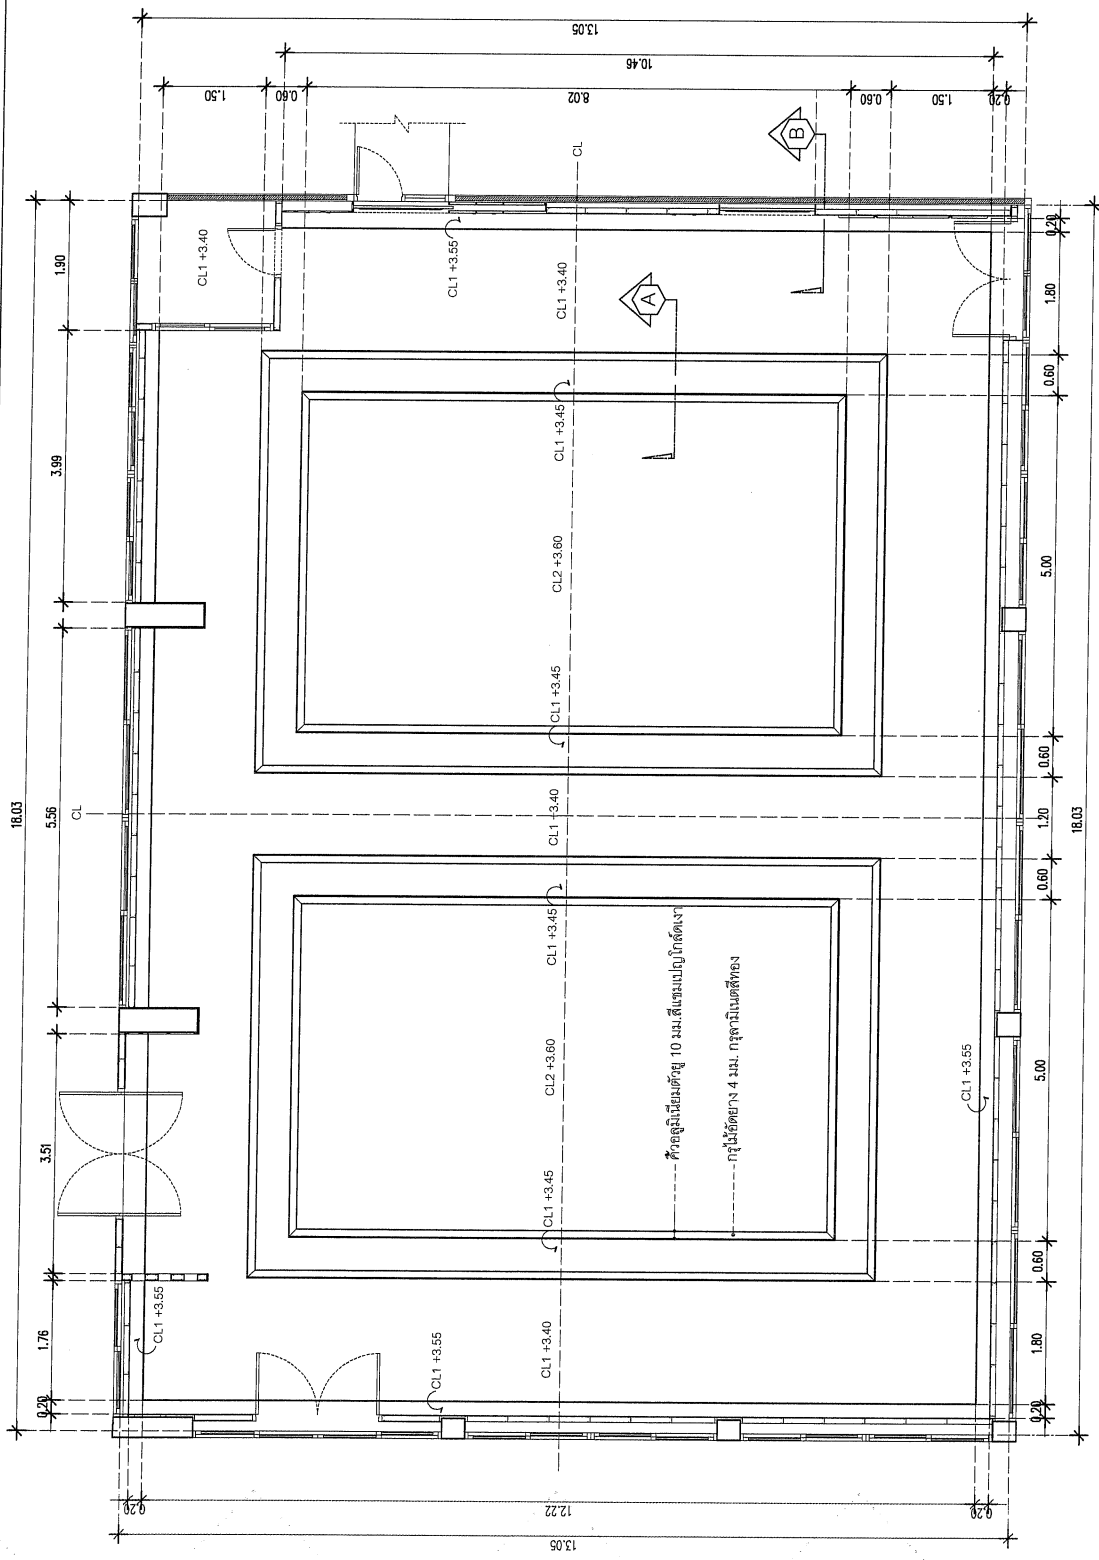 18.03
0.20
1.76
3.51
5.56
3.99
1.90
CL
13.05
0.20
12.22
0.20
CL1 +3.55
CL1 +3.55
CL1 +3.40
CL1 +3.45
CL2 +3.60
CL1 +3.45
CL1 +3.40
CL1 +3.45
CL2 +3.60
CL1 +3.45
CL1 +3.40
CL1 +3.55
CL1 +3.40
CL
A
B
คิ้วอลูมิเนียมตัวยู 10 มม.สีแชมเปญโกลด์เงา
กรุไม้อัดยาง 4 มม. กรุลามิเนตสีทอง
CL1 +3.55
1.50
0.60
8.02
0.60
1.50
0.20
10.46
13.05
0.20
1.80
0.60
5.00
0.60
1.20
0.60
5.00
0.60
1.80
0.20
18.03